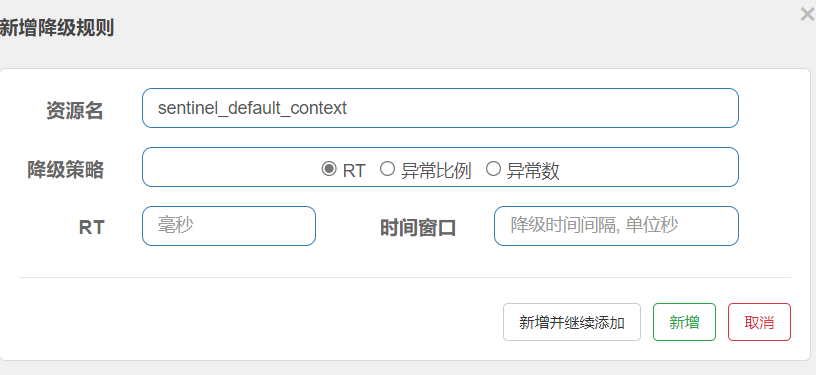 新增降级规则
资源名 sentinel_default_context
降级策略 RT 异常比例 异常数
RT 毫秒 时间窗口 降级时间间隔, 单位秒
新增并继续添加 新增 取消